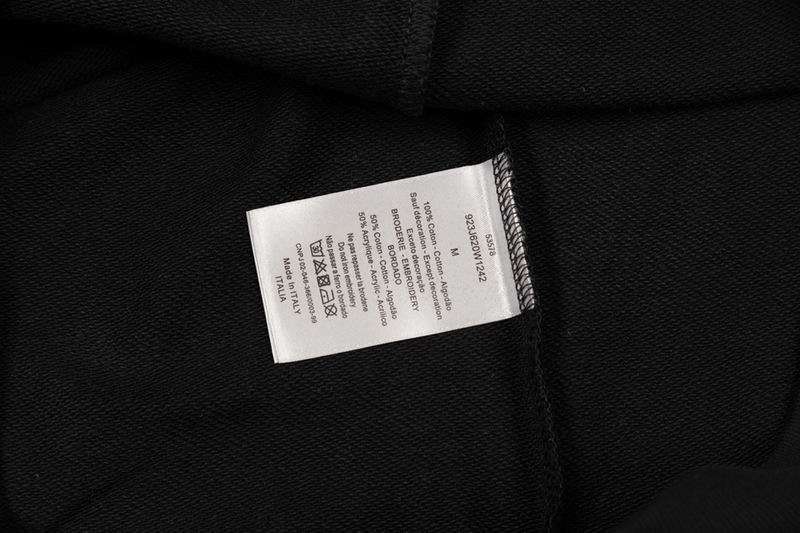 53578
923J620W1242
M
100% Coton - Cotton - Algodão
Sauf décoration - Except decoration
Exceto decoração
BRODERIE - EMBROIDERY
BORDADO
50% Coton - Cotton - Algodão
50% Acrylique - Acrylic - Acrílico
Ne pas repasser la broderie
Do not iron embroidery
Não passar a ferro o bordado
Made in ITALY
ITALIA